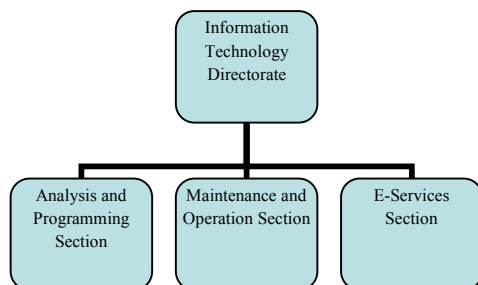 Information
Technology
Directorate
Analysis and
Programming
Section
Maintenance and
Operation Section
E-Services
Section